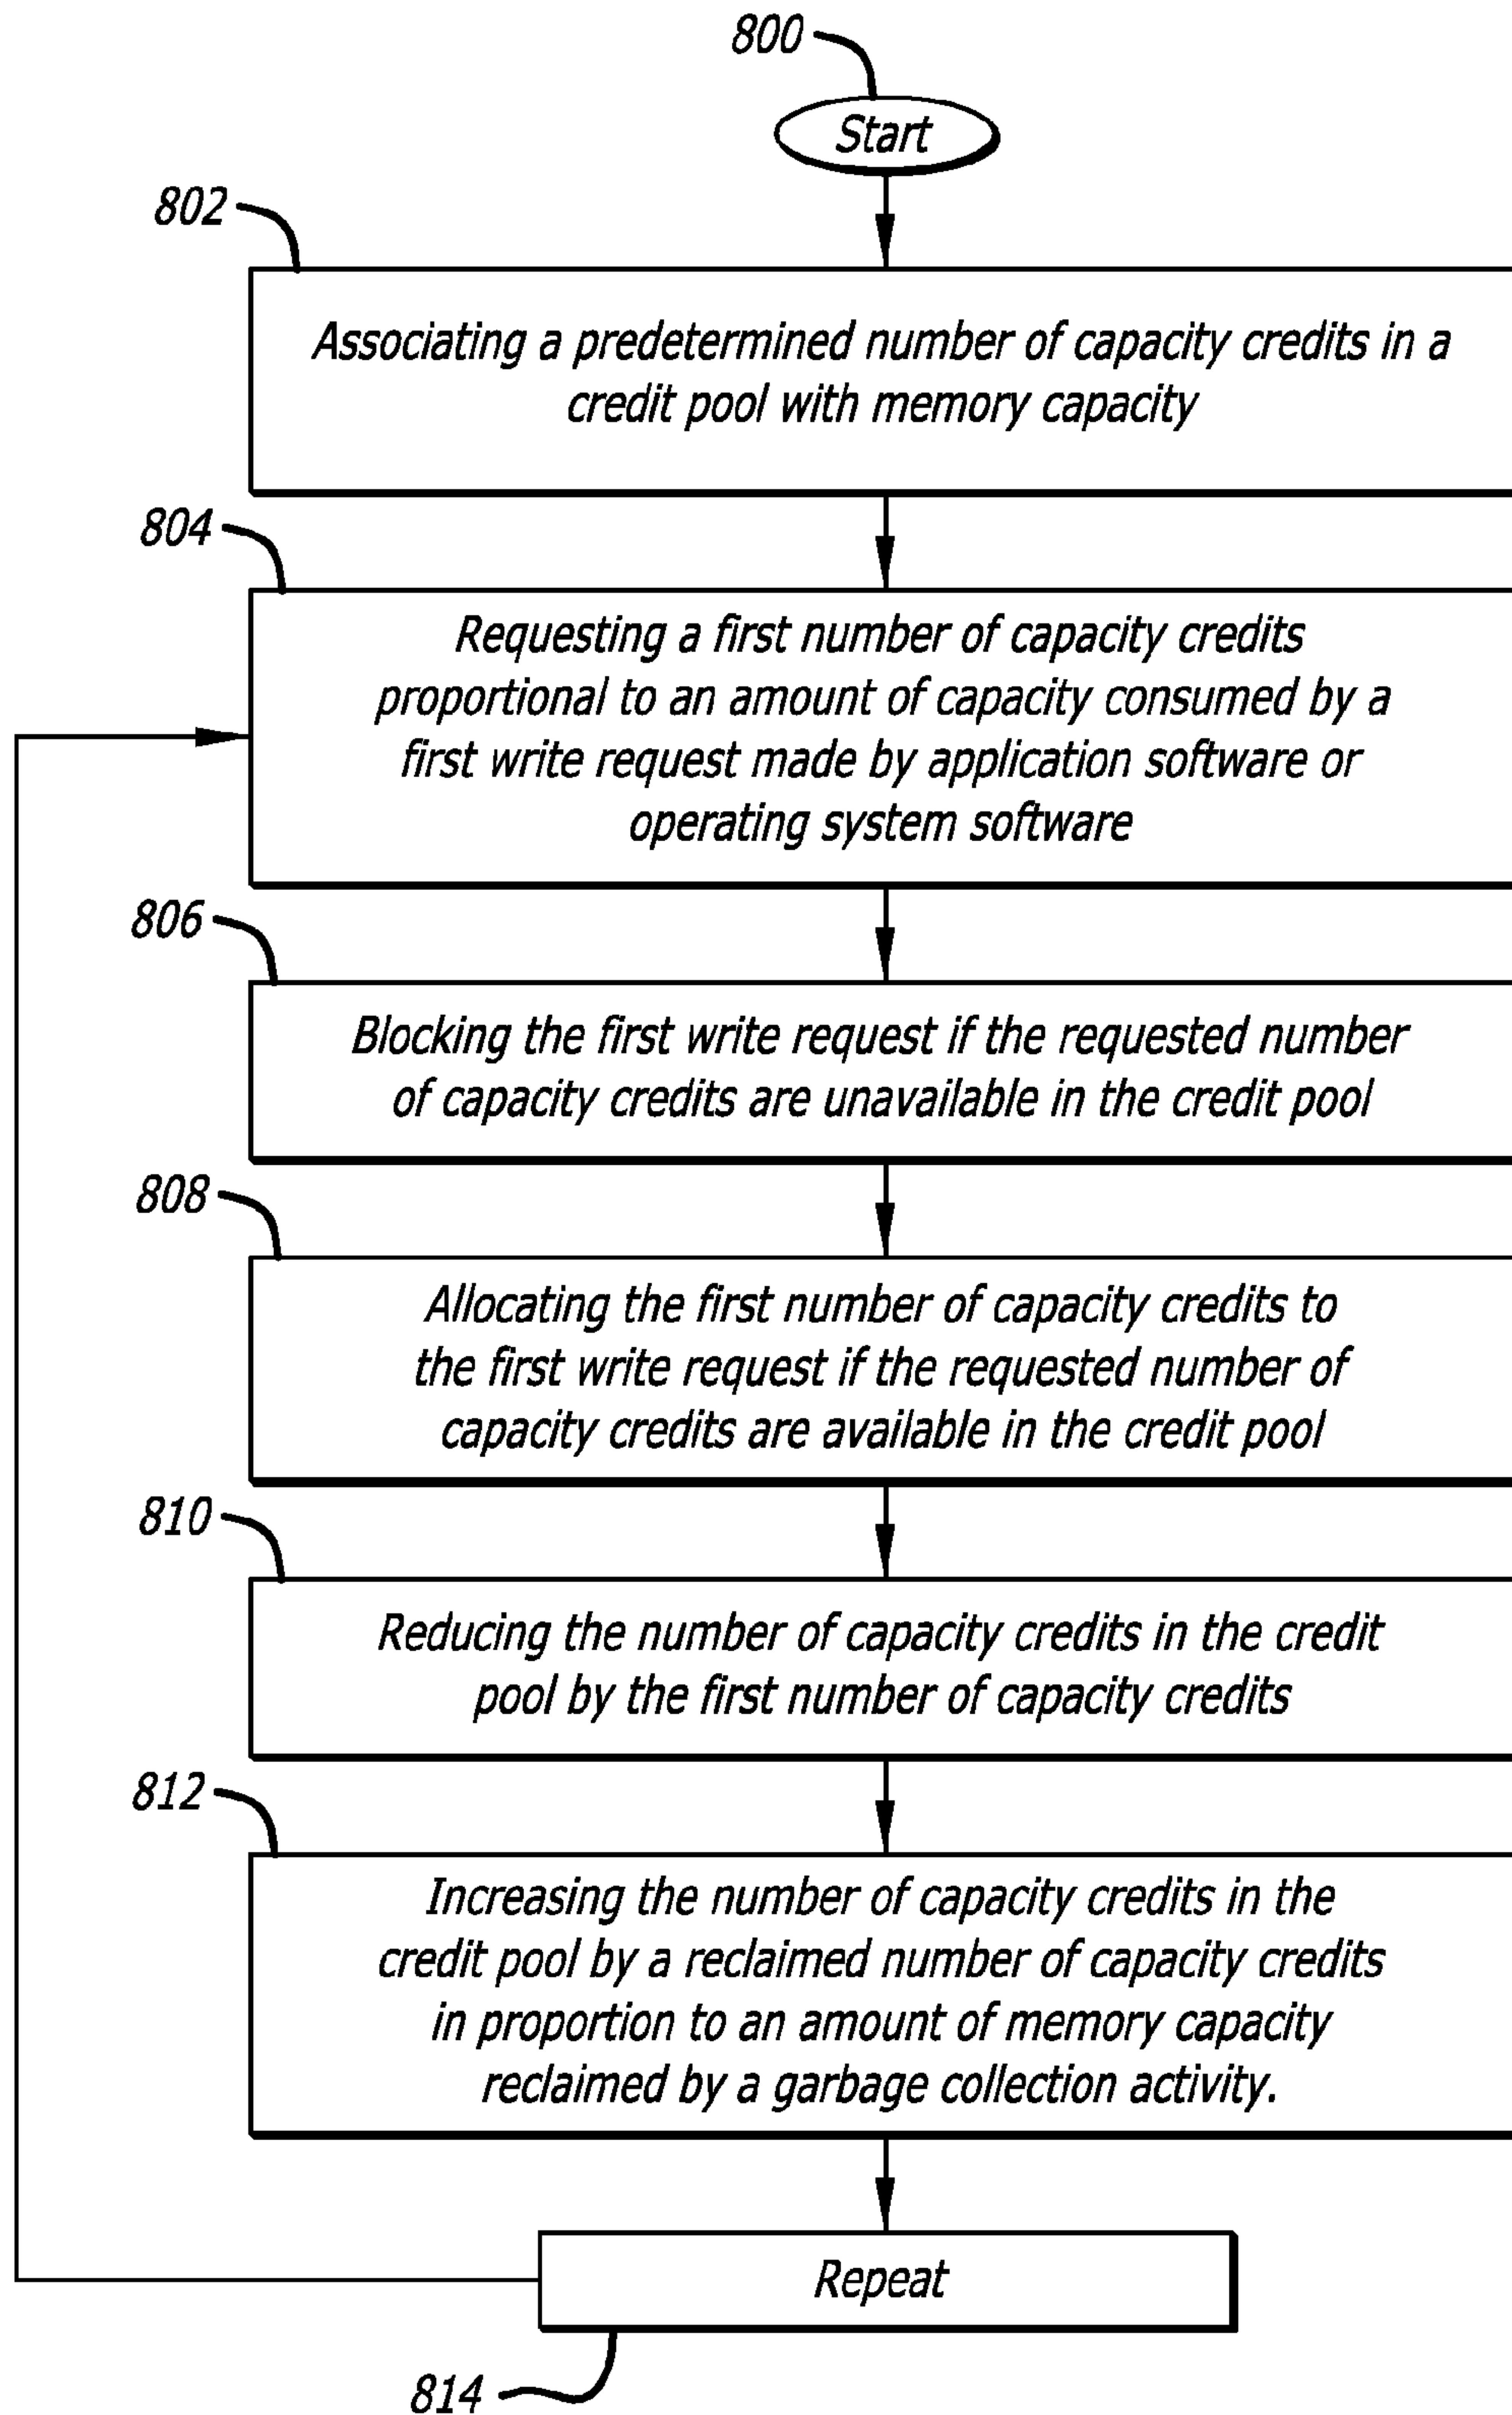 800
Start
802
Associating a predetermined number of capacity credits in a
credit pool with memory capacity
804
Requesting a first number of capacity credits
proportional to an amount of capacity consumed by a
first write request made by application software or
operating system software
806
Blocking the first write request if the requested number
of capacity credits are unavailable in the credit pool
808
Allocating the first number of capacity credits to
the first write request if the requested number of
capacity credits are available in the credit pool
810
Reducing the number of capacity credits in the credit
pool by the first number of capacity credits
812
Increasing the number of capacity credits in the
credit pool by a reclaimed number of capacity credits
in proportion to an amount of memory capacity
reclaimed by a garbage collection activity.
Repeat
814